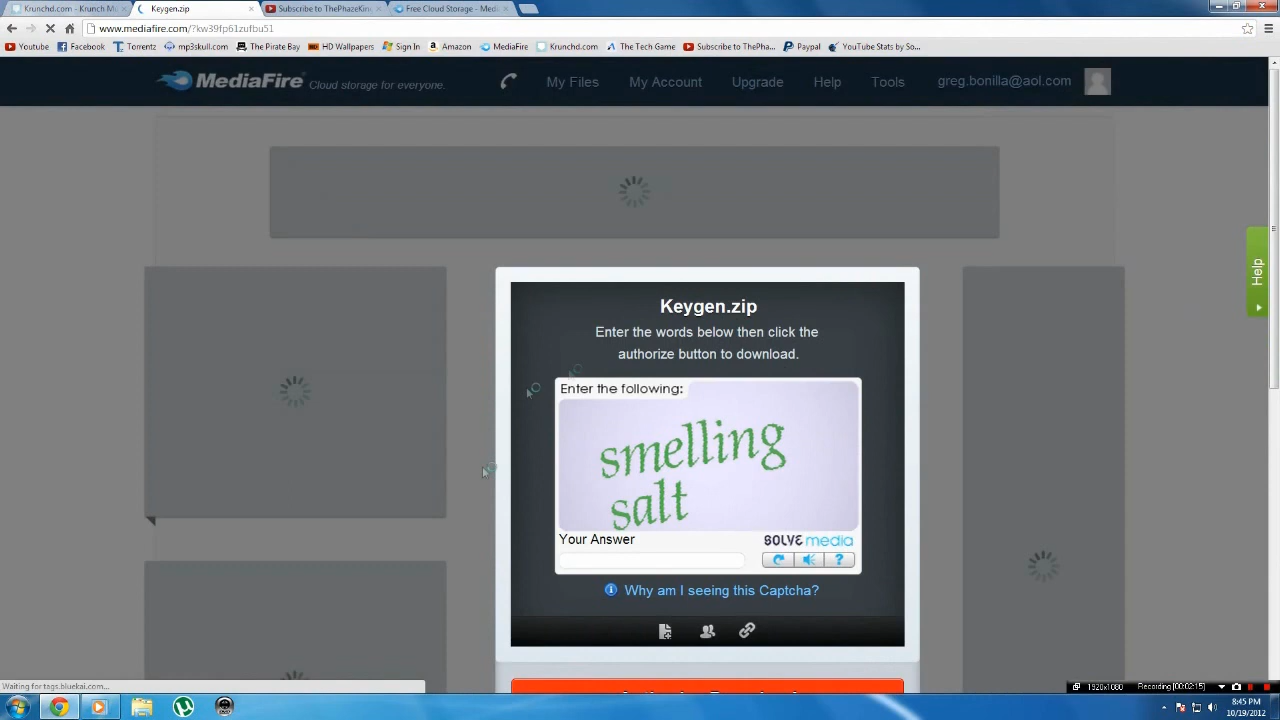 Krunchd.com - Krunch M
Keygen.zip
Subscribe to ThePhazeKin
Free Cloud Storage - Medi
www.mediafire.com/?kw39fp61zufbu51
Youtube Facebook Torrentz mp3skull.com The Pirate Bay HD Wallpapers Sign In Amazon MediaFire Krunchd.com The Tech Game Subscribe to ThePha... Paypal YouTube Stats by So...
MediaFire Cloud storage for everyone. My Files My Account Upgrade Help Tools greg.bonilla@aol.com
Help
Keygen.zip
Enter the words below then click the
authorize button to download.
Enter the following:
smelling
salt
Your Answer
SOLVE media
?
Why am I seeing this Captcha?
Waiting for tags.bluekai.com...
1920x1080 Recording [00:02:15]
8:45 PM
10/19/2012